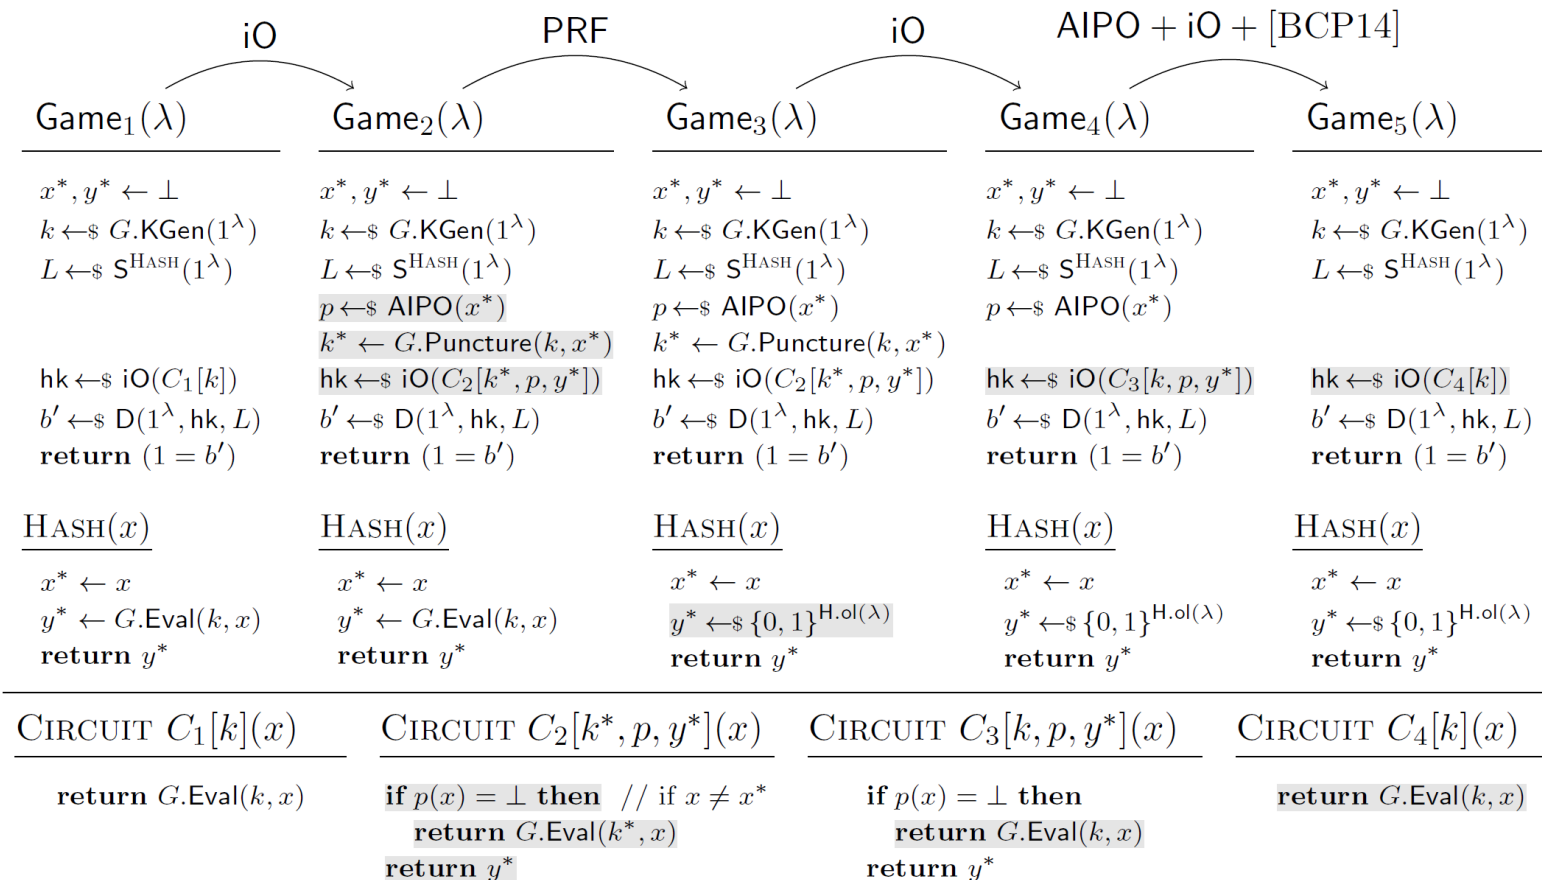 iO PRF iO AIPO + iO + [BCP14]
Game₁(λ) Game₂(λ) Game₃(λ) Game₄(λ) Game₅(λ)
x*, y* ← ⊥ x*, y* ← ⊥ x*, y* ← ⊥ x*, y* ← ⊥ x*, y* ← ⊥
k ←$ G.KGen(1^λ) k ←$ G.KGen(1^λ) k ←$ G.KGen(1^λ) k ←$ G.KGen(1^λ) k ←$ G.KGen(1^λ)
L ←$ S^HASH(1^λ) L ←$ S^HASH(1^λ) L ←$ S^HASH(1^λ) L ←$ S^HASH(1^λ) L ←$ S^HASH(1^λ)
p ←$ AIPO(x*) p ←$ AIPO(x*) p ←$ AIPO(x*)
k* ← G.Puncture(k, x*) k* ← G.Puncture(k, x*)
hk ←$ iO(C₁[k]) hk ←$ iO(C₂[k*, p, y*]) hk ←$ iO(C₂[k*, p, y*]) hk ←$ iO(C₃[k, p, y*]) hk ←$ iO(C₄[k])
b′ ←$ D(1^λ, hk, L) b′ ←$ D(1^λ, hk, L) b′ ←$ D(1^λ, hk, L) b′ ←$ D(1^λ, hk, L) b′ ←$ D(1^λ, hk, L)
return (1 = b′) return (1 = b′) return (1 = b′) return (1 = b′) return (1 = b′)
HASH(x) HASH(x) HASH(x) HASH(x) HASH(x)
x* ← x x* ← x x* ← x x* ← x x* ← x
y* ← G.Eval(k, x) y* ← G.Eval(k, x) y* ←$ {0, 1}^H.ol(λ) y* ←$ {0, 1}^H.ol(λ) y* ←$ {0, 1}^H.ol(λ)
return y* return y* return y* return y* return y*
CIRCUIT C₁[k](x) CIRCUIT C₂[k*, p, y*](x) CIRCUIT C₃[k, p, y*](x) CIRCUIT C₄[k](x)
return G.Eval(k, x) if p(x) = ⊥ then // if x ≠ x* if p(x) = ⊥ then return G.Eval(k, x)
return G.Eval(k*, x) return G.Eval(k, x)
return y* return y*